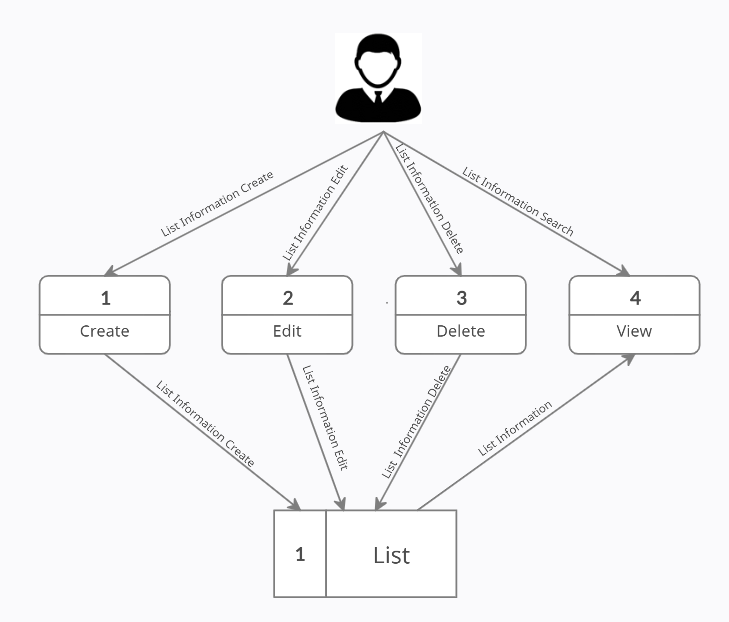 List Information Create
List Information Edit
List Information Delete
List Information Search
1
Create
2
Edit
3
Delete
4
View
List Information Create
List Information Edit
List Information Delete
List Information
1
List